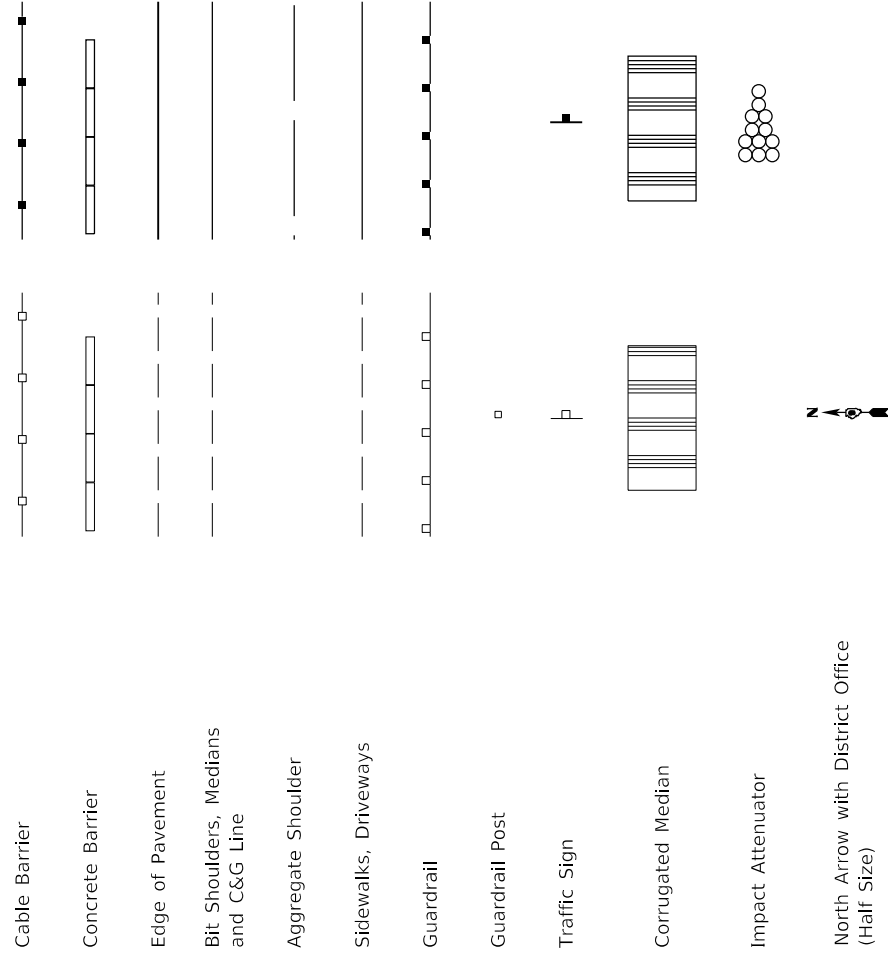 Cable Barrier
Concrete Barrier
Edge of Pavement
Bit Shoulders, Medians
and C&G Line
Aggregate Shoulder
Sidewalks, Driveways
Guardrail
Guardrail Post
Traffic Sign
Corrugated Median
Impact Attenuator
North Arrow with District Office
(Half Size)
N